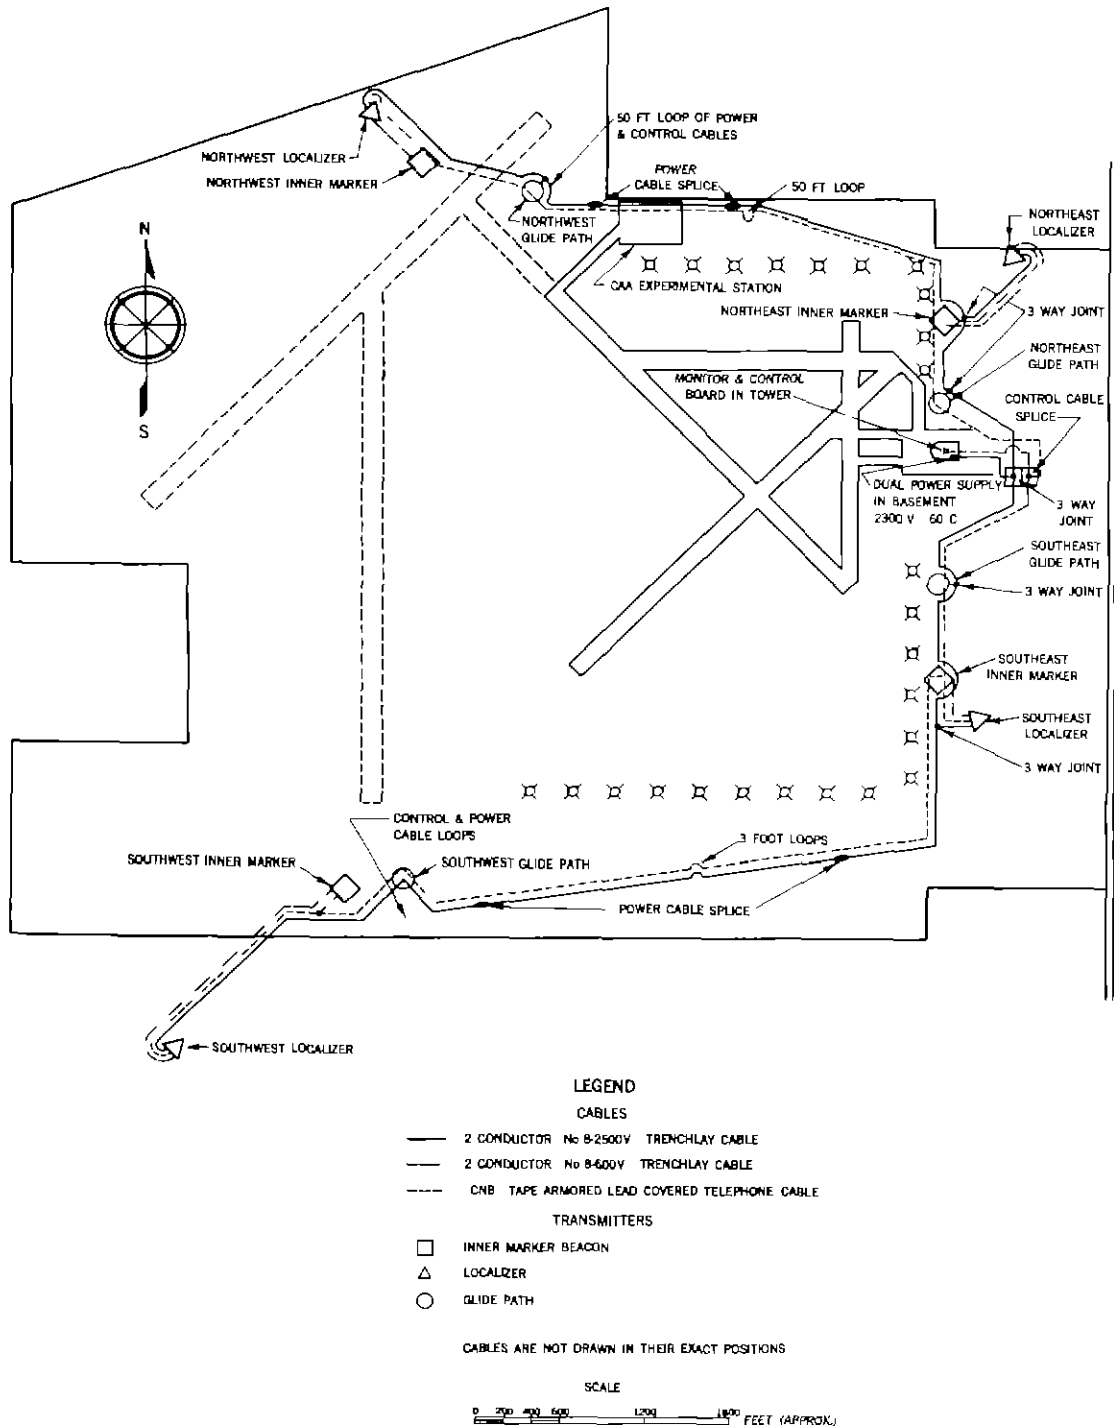 50 FT LOOP OF POWER
& CONTROL CABLES
NORTHWEST LOCALIZER
NORTHWEST INNER MARKER
POWER
CABLE SPLICE
50 FT LOOP
NORTHWEST
GLIDE PATH
NORTHEAST
LOCALIZER
N
S
CAA EXPERIMENTAL STATION
NORTHEAST INNER MARKER
3 WAY JOINT
NORTHEAST
GLIDE PATH
MONITOR & CONTROL
BOARD IN TOWER
CONTROL CABLE
SPLICE
DUAL POWER SUPPLY
IN BASEMENT
2300 V 60 C
3 WAY
JOINT
SOUTHEAST
GLIDE PATH
3 WAY JOINT
SOUTHEAST
INNER MARKER
SOUTHEAST
LOCALIZER
3 WAY JOINT
CONTROL & POWER
CABLE LOOPS
3 FOOT LOOPS
SOUTHWEST INNER MARKER
SOUTHWEST GLIDE PATH
POWER CABLE SPLICE
SOUTHWEST LOCALIZER
LEGEND
CABLES
2 CONDUCTOR No 8-2500V TRENCHLAY CABLE
2 CONDUCTOR No 8-600V TRENCHLAY CABLE
CNB TAPE ARMORED LEAD COVERED TELEPHONE CABLE
TRANSMITTERS
INNER MARKER BEACON
LOCALIZER
GLIDE PATH
CABLES ARE NOT DRAWN IN THEIR EXACT POSITIONS
SCALE
0 200 400 600 1200 1800 FEET (APPROX.)